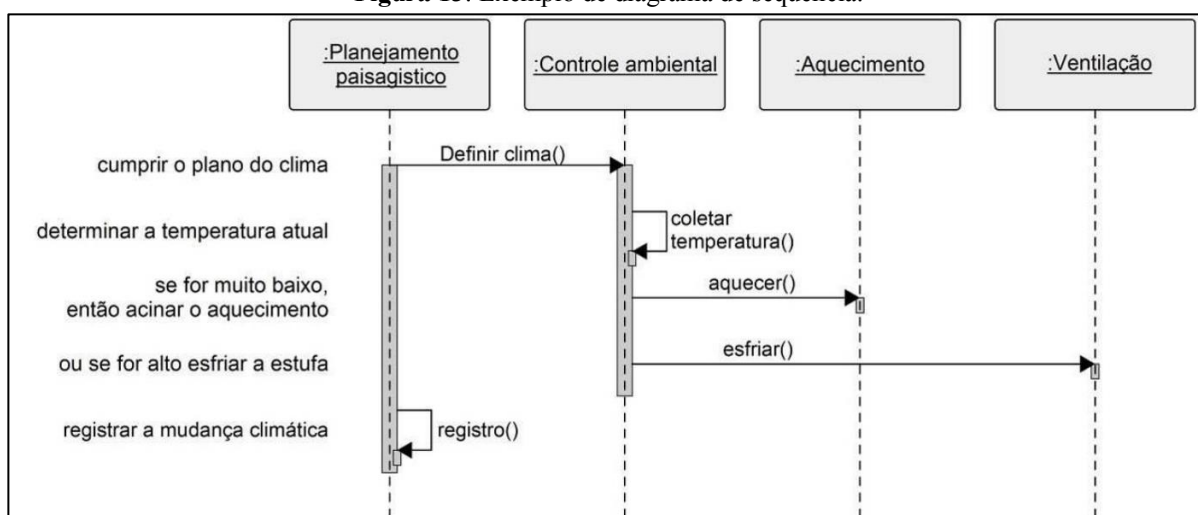 Figura 15. Exemplo de diagrama de sequência.
:Planejamento
paisagistico
:Controle ambiental
:Aquecimento
:Ventilação
cumprir o plano do clima
Definir clima()
determinar a temperatura atual
coletar
temperatura()
se for muito baixo,
então acinar o aquecimento
aquecer()
ou se for alto esfriar a estufa
esfriar()
registrar a mudança climática
registro()